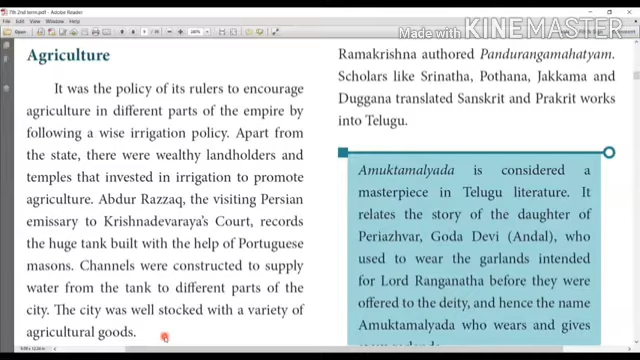 7th 2nd term.pdf - Adobe Reader
File Edit View Window Help
Made with KINEMASTER
Open
Agriculture
It was the policy of its rulers to encourage
agriculture in different parts of the empire by
following a wise irrigation policy. Apart from
the state, there were wealthy landholders and
temples that invested in irrigation to promote
agriculture. Abdur Razzaq, the visiting Persian
emissary to Krishnadevaraya's Court, records
the huge tank built with the help of Portuguese
masons. Channels were constructed to supply
water from the tank to different parts of the
city. The city was well stocked with a variety of
agricultural goods.
Ramakrishna authored Pandurangamahatyam.
Scholars like Srinatha, Pothana, Jakkama and
Duggana translated Sanskrit and Prakrit works
into Telugu.
Amuktamalyada is considered a
masterpiece in Telugu literature. It
relates the story of the daughter of
Periazhvar, Goda Devi (Andal), who
used to wear the garlands intended
for Lord Ranganatha before they were
offered to the deity, and hence the name
Amuktamalyada who wears and gives